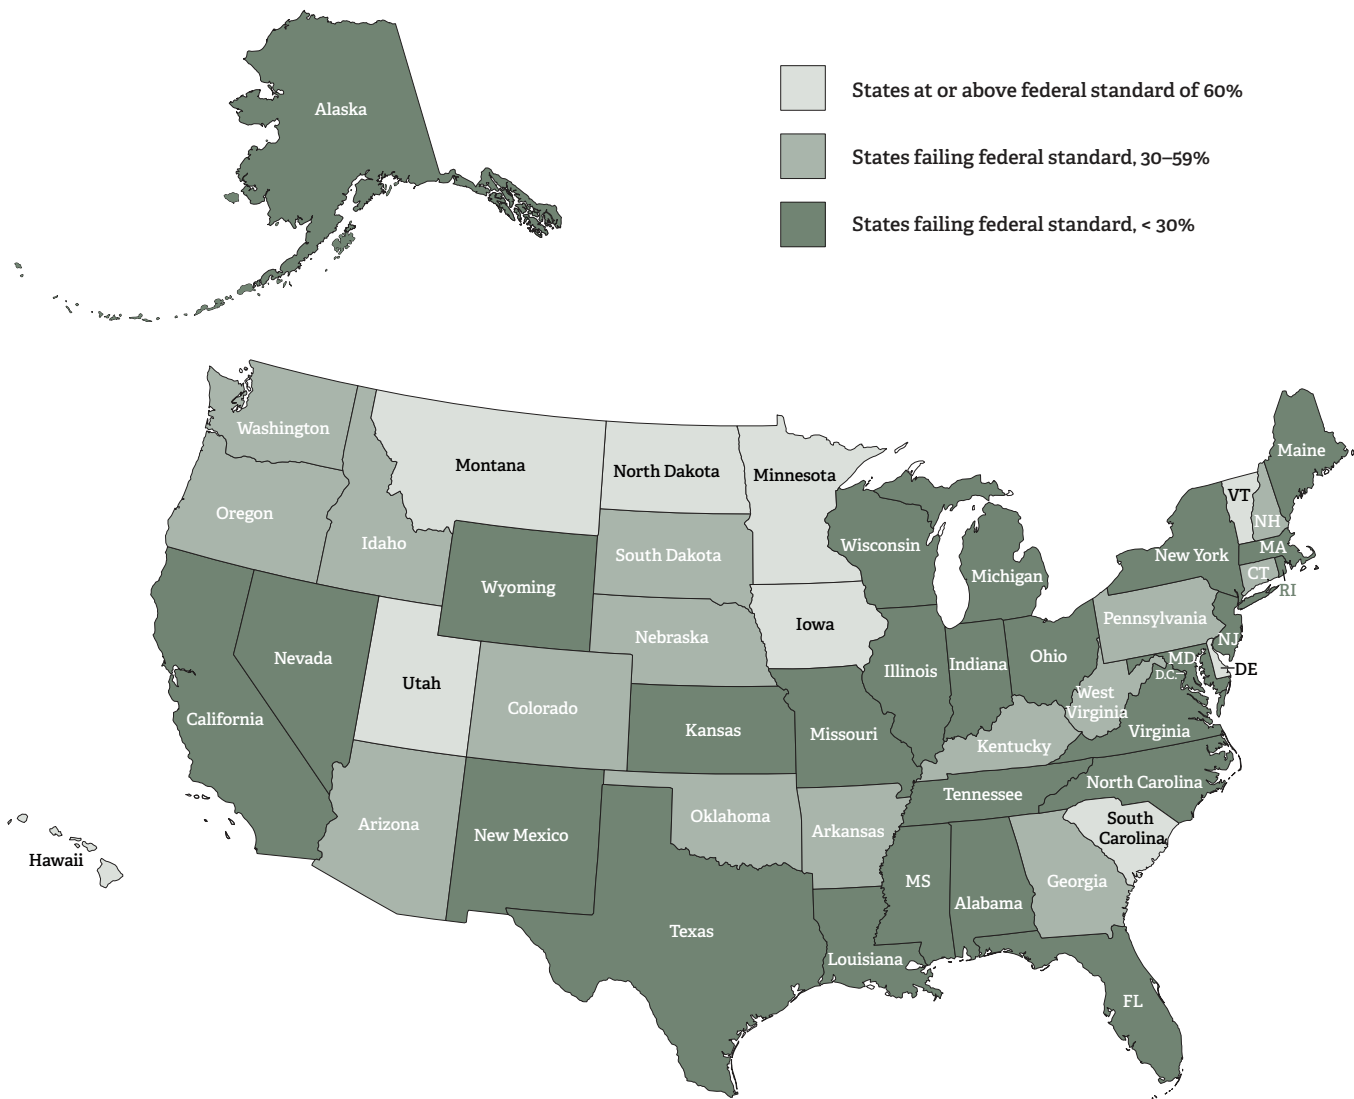 Alaska
States at or above federal standard of 60%
States failing federal standard, 30–59%
States failing federal standard, < 30%
Washington
Montana
North Dakota
Minnesota
Maine
VT
Oregon
Idaho
South Dakota
Wisconsin
NH
New York
MA
Wyoming
Michigan
CT
RI
Iowa
Nebraska
Pennsylvania
NJ
Nevada
Utah
Illinois
Indiana
Ohio
MD
DE
D.C.
Colorado
West
Virginia
California
Kansas
Missouri
Kentucky
Virginia
Tennessee
North Carolina
Arizona
New Mexico
Oklahoma
Arkansas
South
Carolina
Hawaii
MS
Alabama
Georgia
Texas
Louisiana
FL